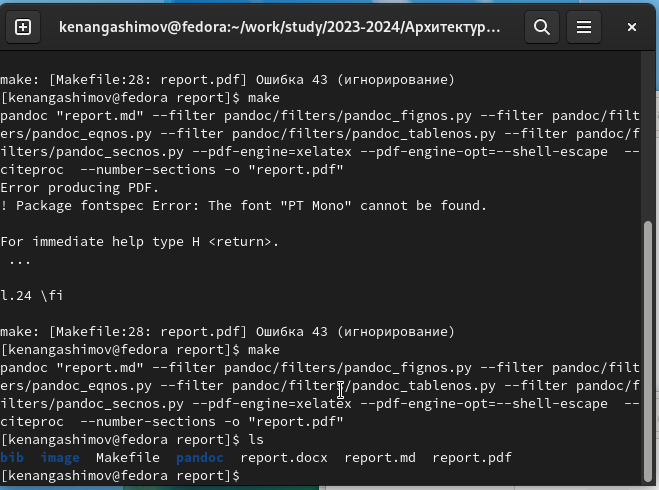 kenangashimov@fedora:~/work/study/2023-2024/Архитектур...
make: [Makefile:28: report.pdf] Ошибка 43 (игнорирование)
[kenangashimov@fedora report]$ make
pandoc "report.md" --filter pandoc/filters/pandoc_fignos.py --filter pandoc/filt
ers/pandoc_eqnos.py --filter pandoc/filters/pandoc_tablenos.py --filter pandoc/f
ilters/pandoc_secnos.py --pdf-engine=xelatex --pdf-engine-opt=--shell-escape  --
citeproc  --number-sections -o "report.pdf"
Error producing PDF.
! Package fontspec Error: The font "PT Mono" cannot be found.
For immediate help type H <return>.
...
l.24 \fi
make: [Makefile:28: report.pdf] Ошибка 43 (игнорирование)
[kenangashimov@fedora report]$ make
pandoc "report.md" --filter pandoc/filters/pandoc_fignos.py --filter pandoc/filt
ers/pandoc_eqnos.py --filter pandoc/filters/pandoc_tablenos.py --filter pandoc/f
ilters/pandoc_secnos.py --pdf-engine=xelatex --pdf-engine-opt=--shell-escape  --
citeproc  --number-sections -o "report.pdf"
[kenangashimov@fedora report]$ ls
bib  image  Makefile  pandoc  report.docx  report.md  report.pdf
[kenangashimov@fedora report]$